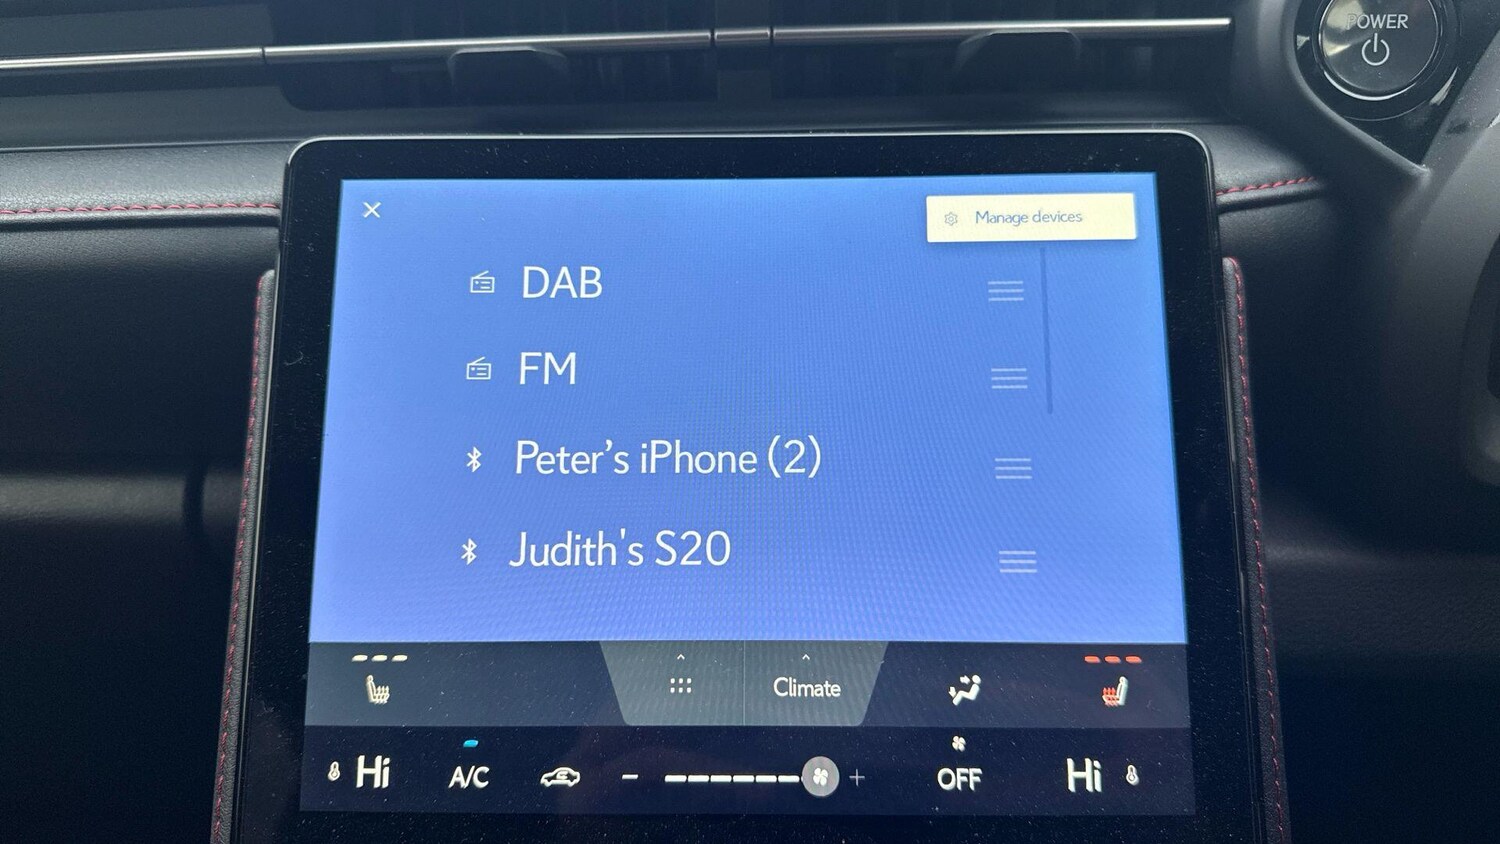 POWER
Manage devices
DAB
FM
Peter's iPhone (2)
Judith's S20
Climate
Hi
A/C
OFF
Hi